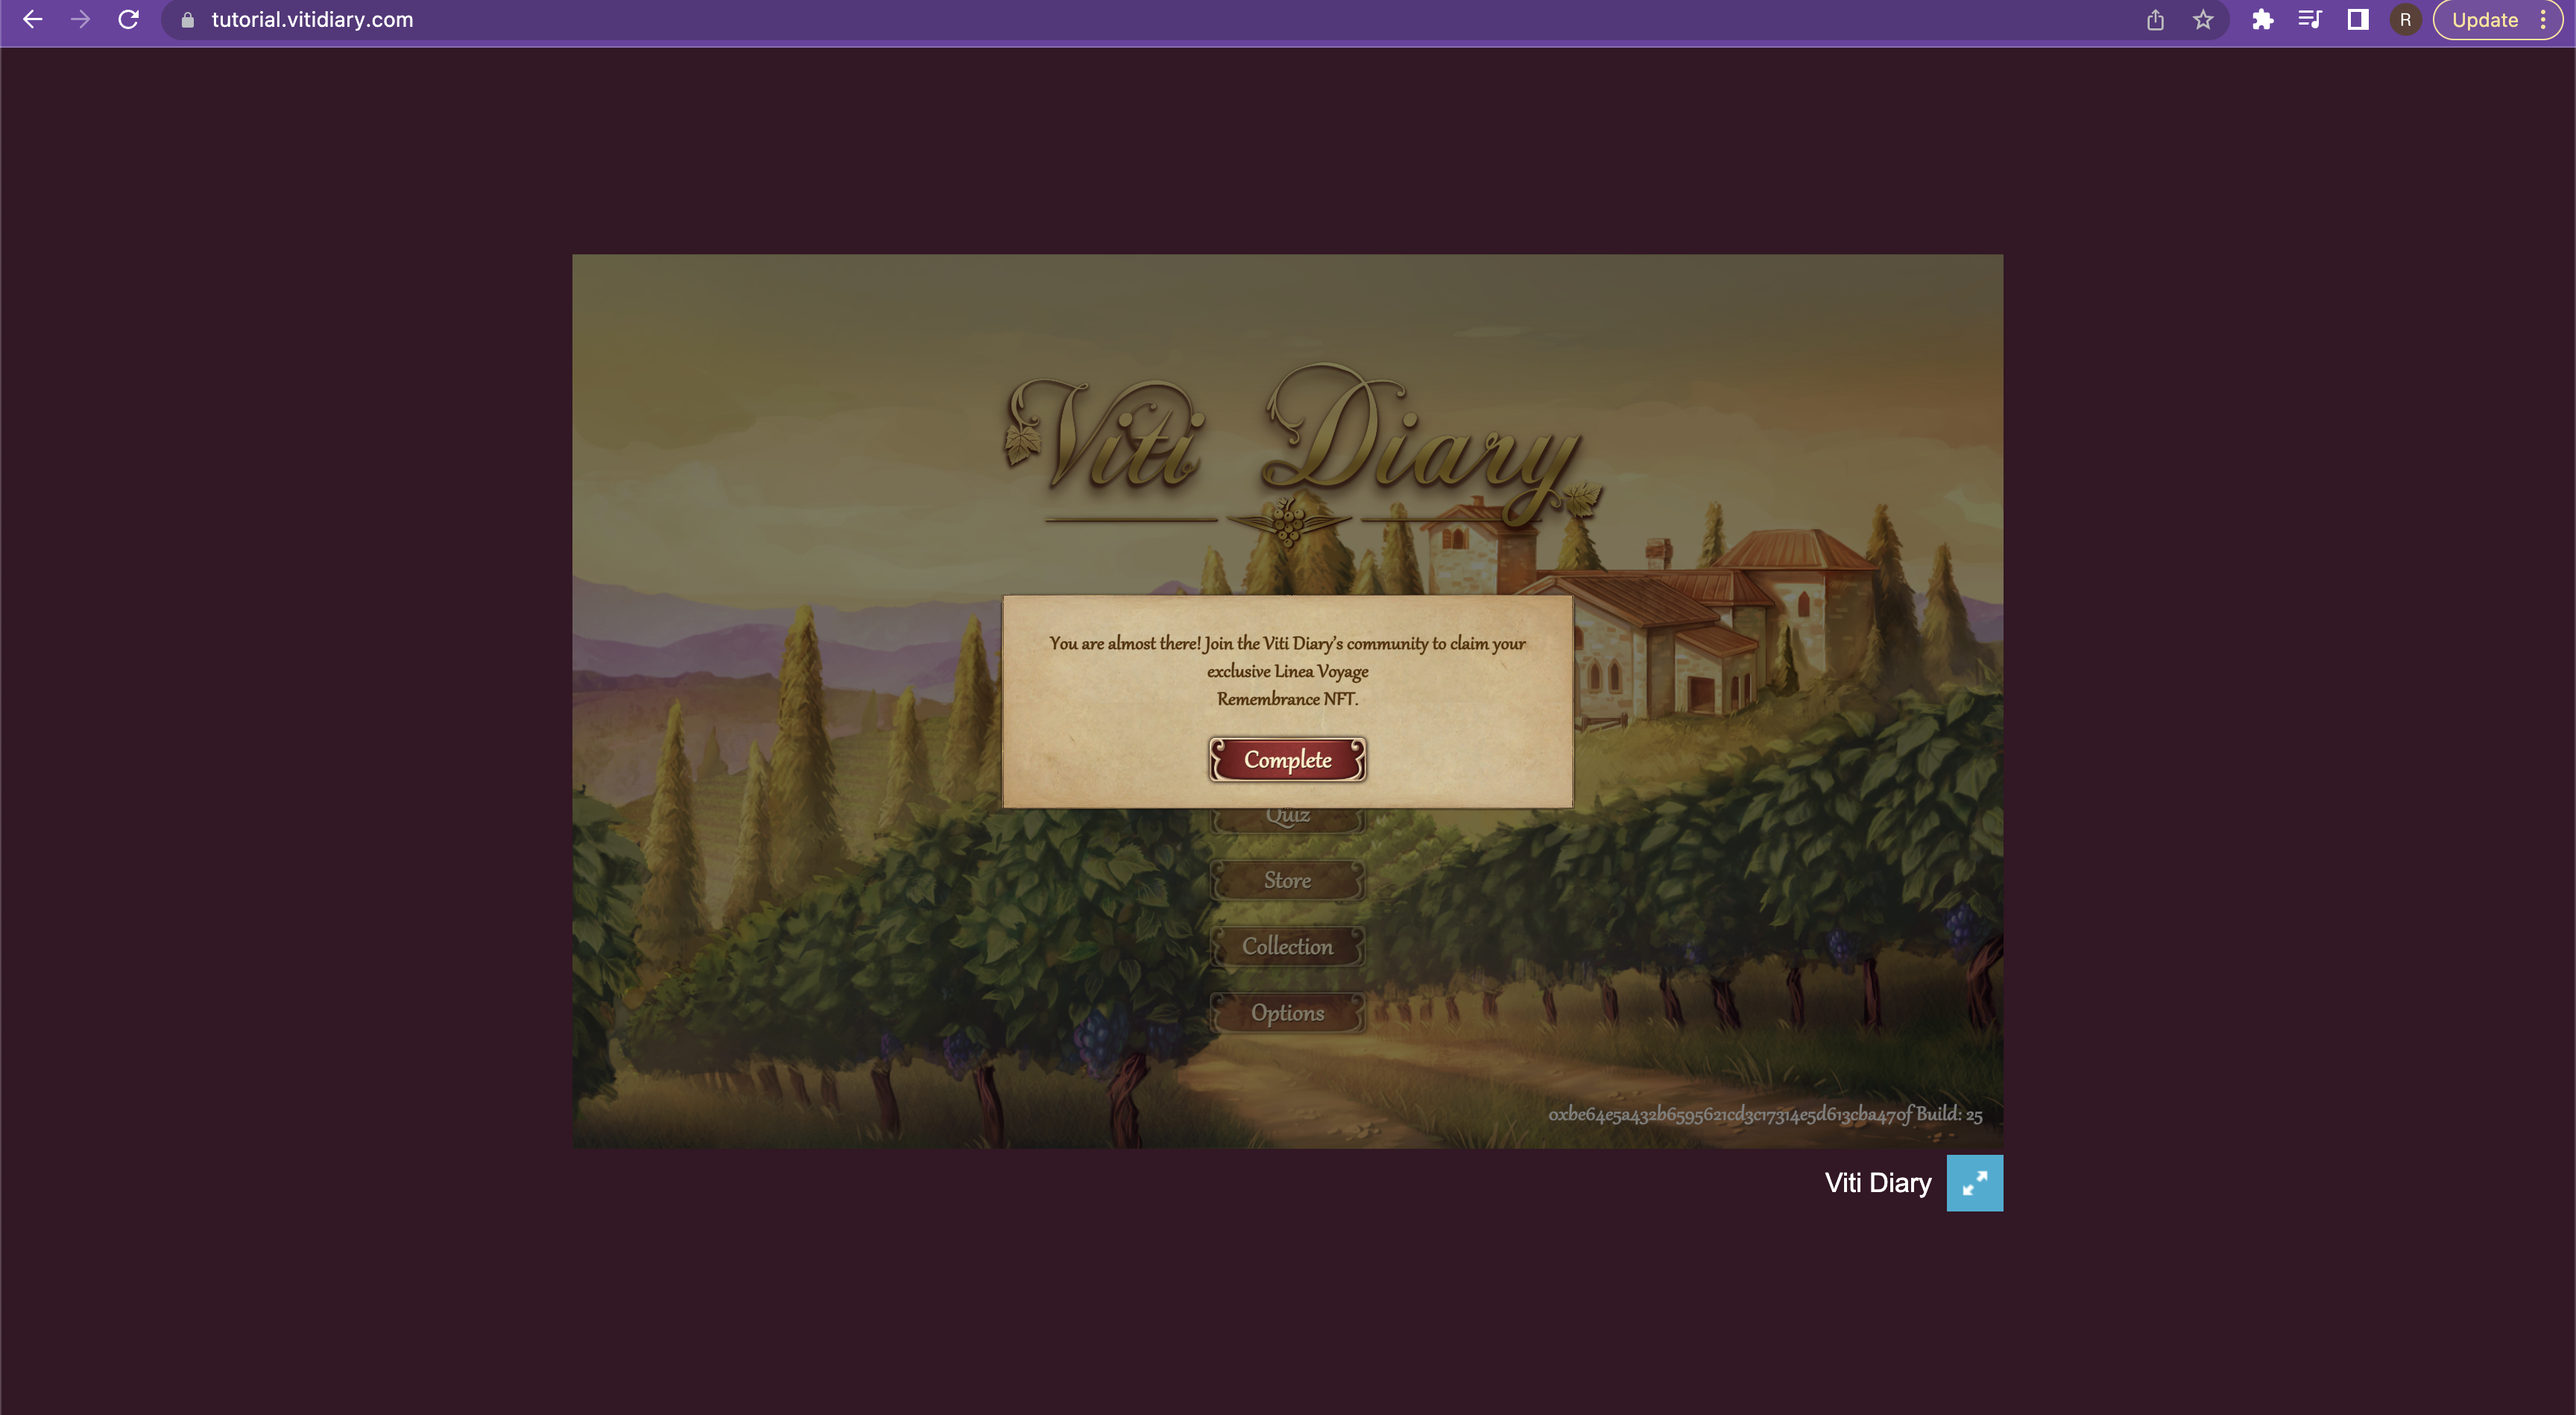 tutorial.vitidiary.com
R
Update
Viti Diary
You are almost there! Join the Viti Diary's community to claim your
exclusive Linea Voyage
Remembrance NFT.
Complete
Quiz
Store
Collection
Options
0xbe64e5a432b6595621cd3c17314e5d613cba470f Build: 25
Viti Diary